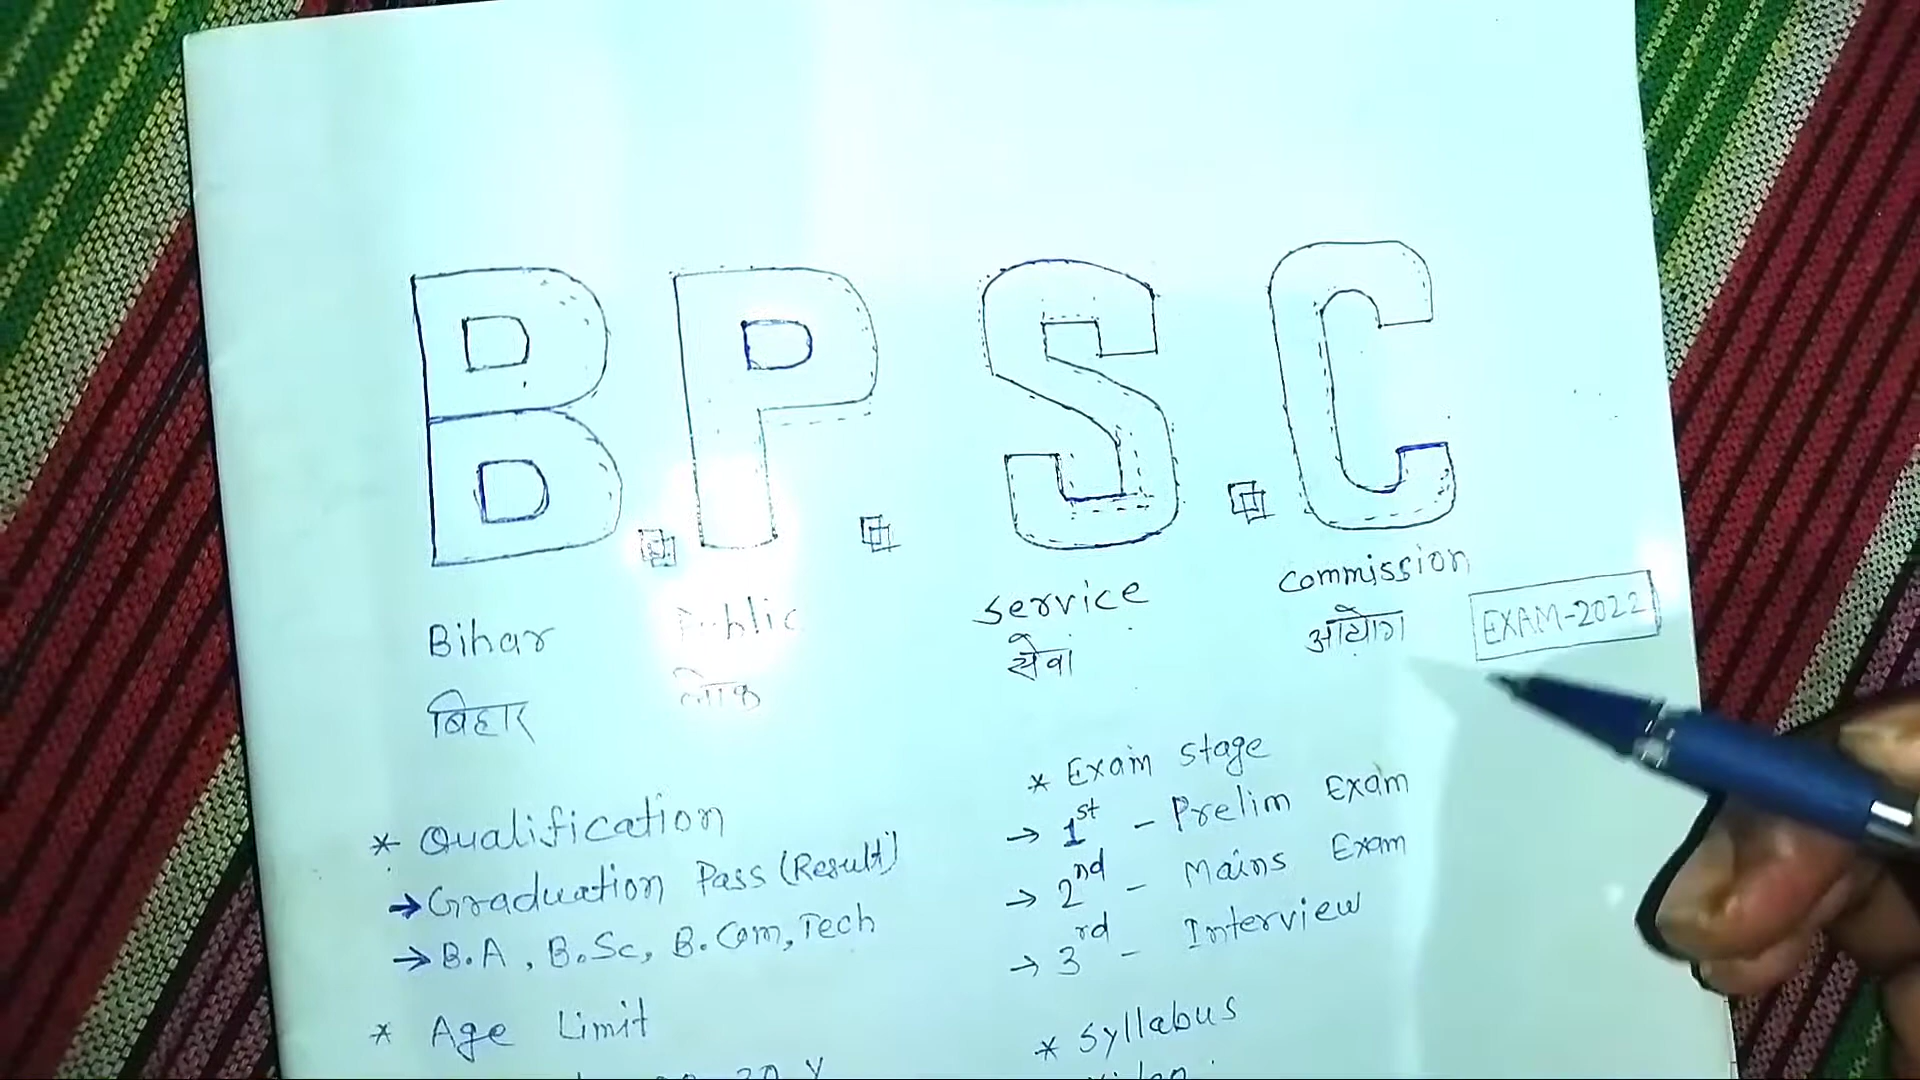 B.P.S.C
Bihar Public Service Commission
बिहार लोक सेवा आयोग
EXAM-2022
* Qualification
→ Graduation Pass (Result)
→ B.A, B.Sc, B.Com, Tech
* Age Limit
* Exam Stage
→ 1st - Prelim Exam
→ 2nd - Mains Exam
→ 3rd - Interview
* Syllabus